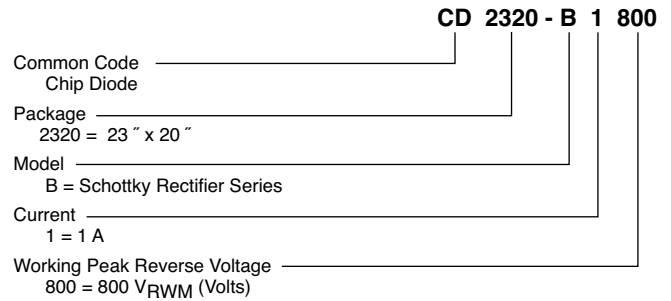 CD 2320 - B 1 800
Common Code
Chip Diode
Package
2320 = 23 ˝ x 20 ˝
Model
B = Schottky Rectifier Series
Current
1 = 1 A
Working Peak Reverse Voltage
800 = 800 VRWM (Volts)